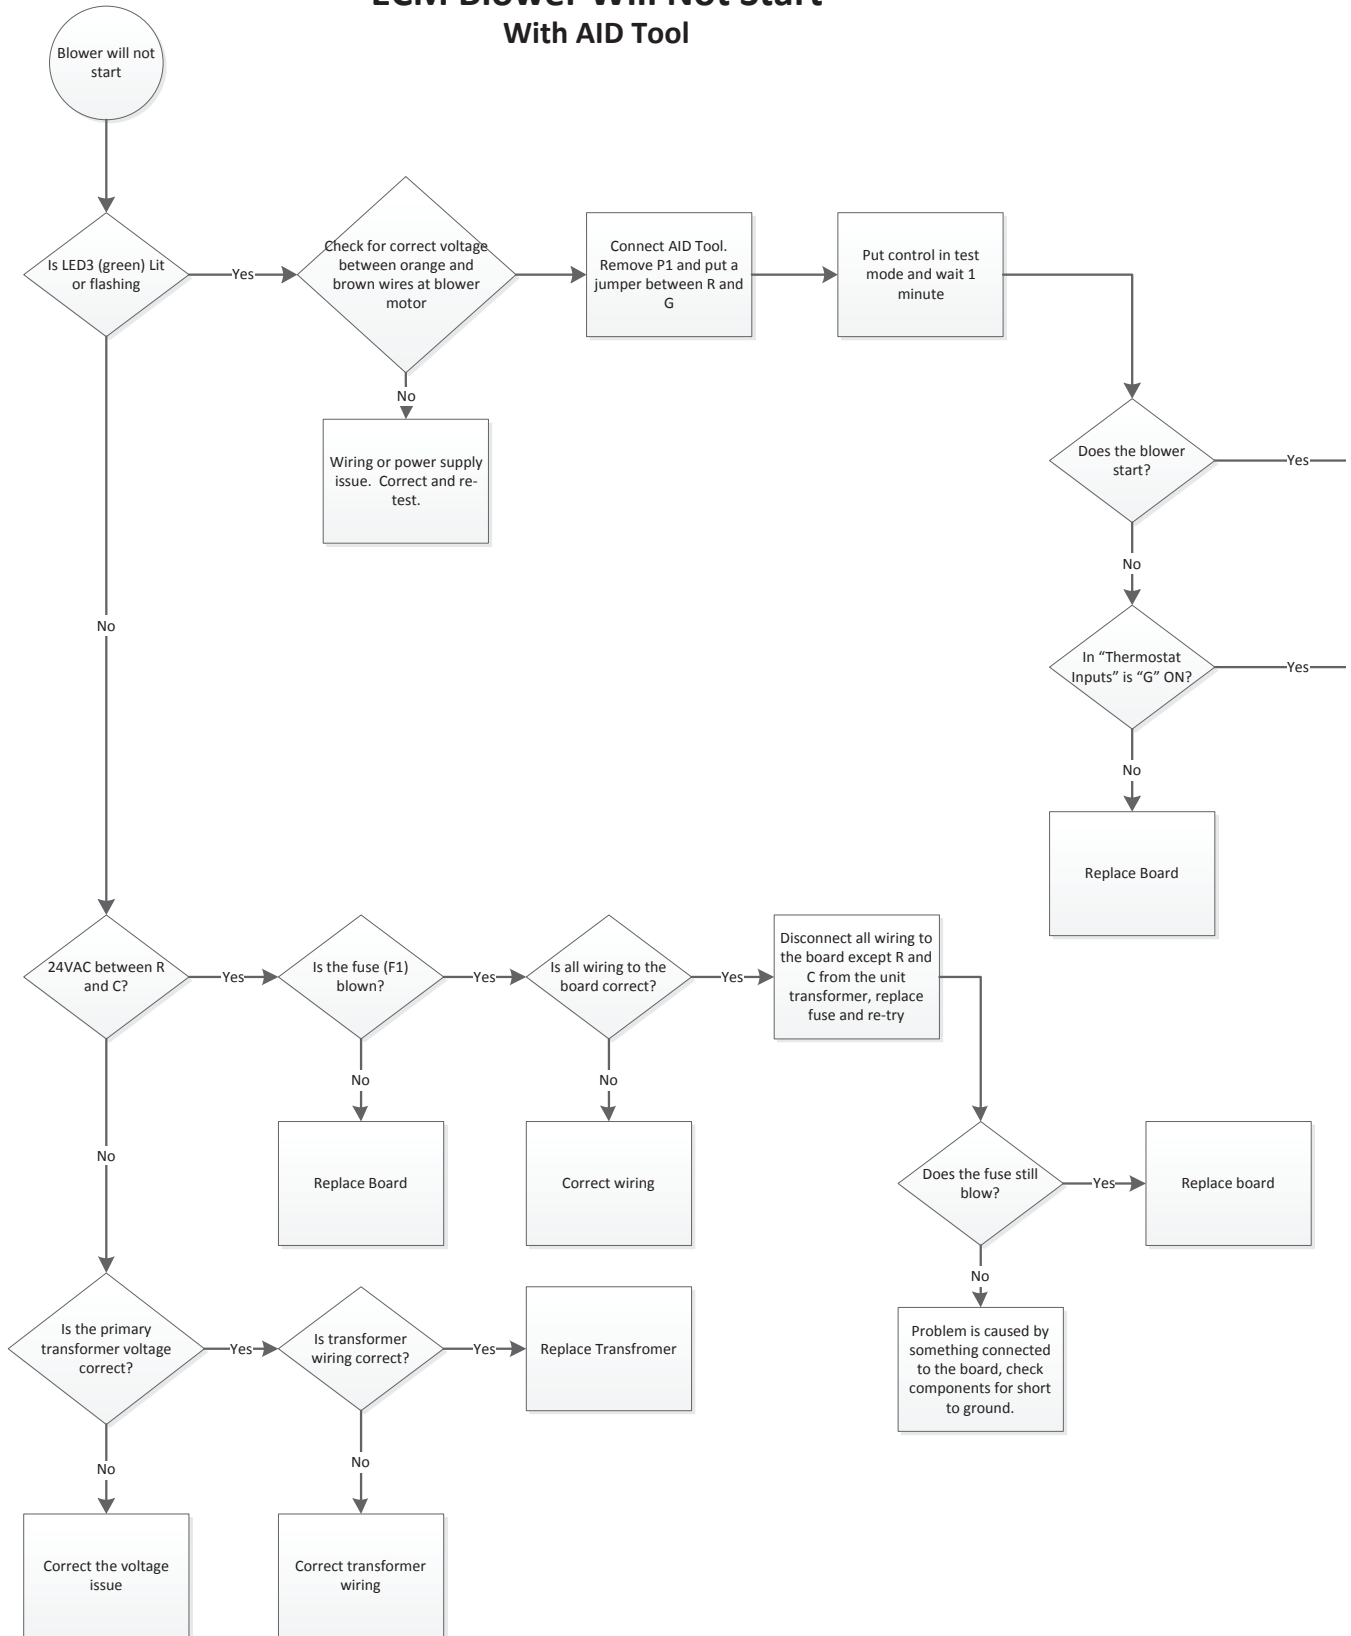 ECM Blower Will Not Start
With AID Tool
Blower will not
start
Is LED3 (green) Lit
or flashing
Yes
Check for correct voltage
between orange and
brown wires at blower
motor
Connect AID Tool.
Remove P1 and put a
jumper between R and
G
Put control in test
mode and wait 1
minute
No
Wiring or power supply
issue.  Correct and re-
test.
Does the blower
start?
Yes
No
In “Thermostat
Inputs” is “G” ON?
Yes
No
Replace Board
No
24VAC between R
and C?
Yes
Is the fuse (F1)
blown?
Yes
Is all wiring to the
board correct?
Yes
Disconnect all wiring to
the board except R and
C from the unit
transformer, replace
fuse and re-try
No
Replace Board
No
Correct wiring
Does the fuse still
blow?
Yes
Replace board
No
Problem is caused by
something connected
to the board, check
components for short
to ground.
No
Is the primary
transformer voltage
correct?
Yes
Is transformer
wiring correct?
Yes
Replace Transfromer
No
Correct the voltage
issue
No
Correct transformer
wiring